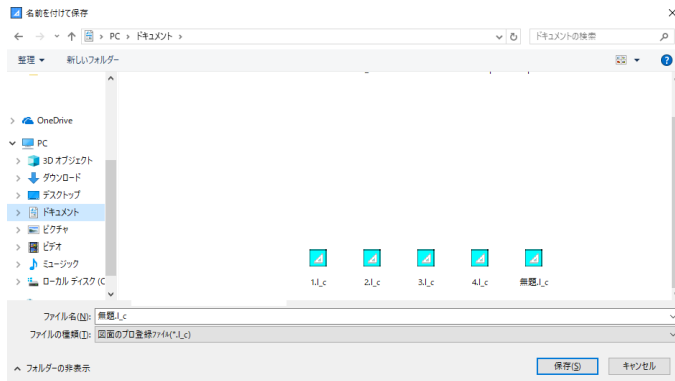 名前を付けて保存
PC > ドキュメント >
ドキュメントの検索
整理 新しいフォルダー
OneDrive
PC
3D オブジェクト
ダウンロード
デスクトップ
ドキュメント
ピクチャ
ビデオ
ミュージック
ローカル ディスク (C
1.l_c 2.l_c 3.l_c 4.l_c 無題.l_c
ファイル名(N): 無題.l_c
ファイルの種類(T): 図面のプロ登録ファイル(*.l_c)
フォルダーの非表示
保存(S) キャンセル